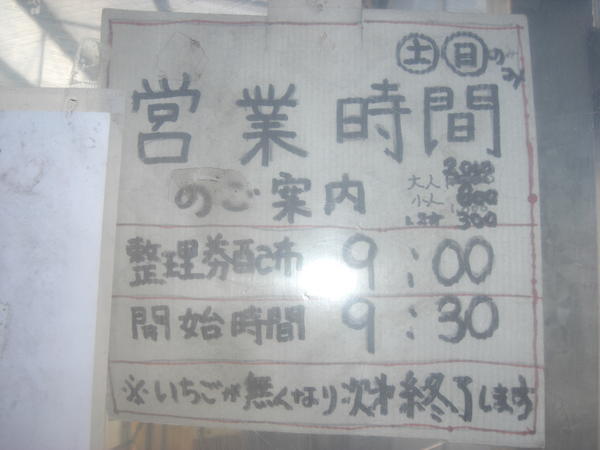 土 日 のみ
営業時間
のご案内
大人
小人
300
整理券配布 9:00
開始時間 9:30
※いちごが無くなり次才終了します